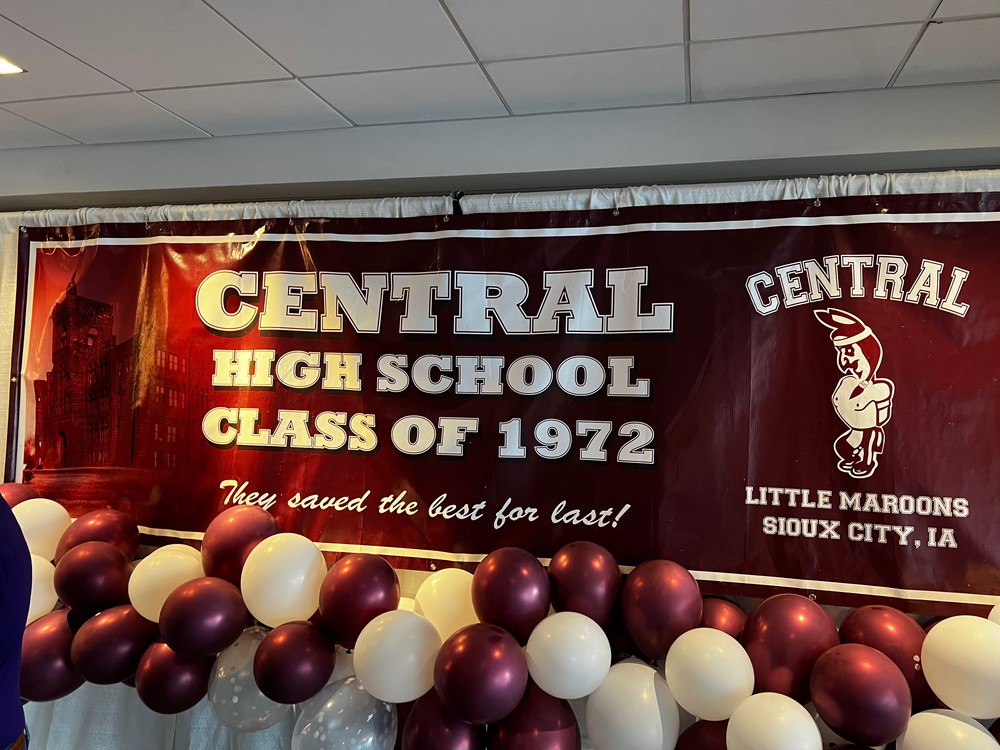 CENTRAL
HIGH SCHOOL
CLASS OF 1972
They saved the best for last!
CENTRAL
LITTLE MAROONS
SIOUX CITY, IA